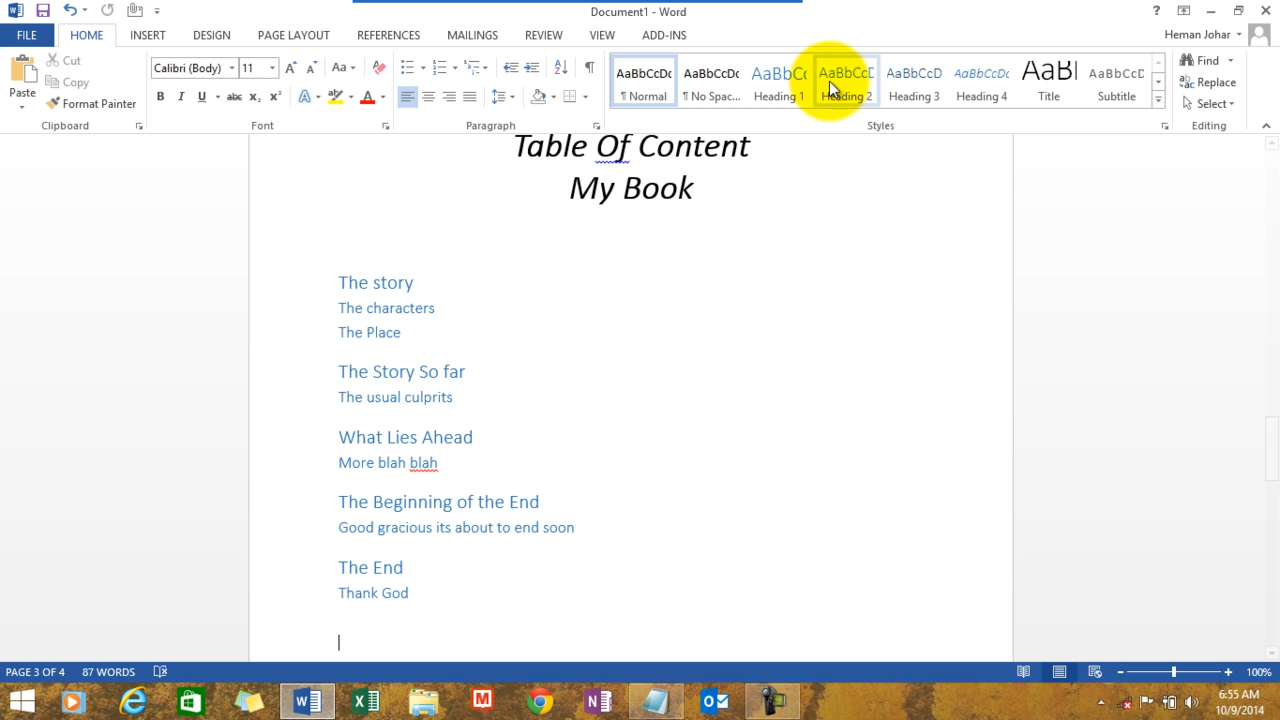 Document1 - Word
FILE HOME INSERT DESIGN PAGE LAYOUT REFERENCES MAILINGS REVIEW VIEW ADD-INS
Heman Johar
Paste
Cut
Copy
Format Painter
Clipboard
Calibri (Body) 11
Font
Paragraph
AaBbCcDc AaBbCcDc AaBbCc AaBbCcD AaBbCcD AaBbCcDc AaBl AaBbCcD
¶ Normal ¶ No Spac... Heading 1 Heading 2 Heading 3 Heading 4 Title Subtitle
Styles
Find
Replace
Select
Editing
Table Of Content
My Book
The story
The characters
The Place
The Story So far
The usual culprits
What Lies Ahead
More blah blah
The Beginning of the End
Good gracious its about to end soon
The End
Thank God
PAGE 3 OF 4 87 WORDS 100%
6:55 AM
10/9/2014